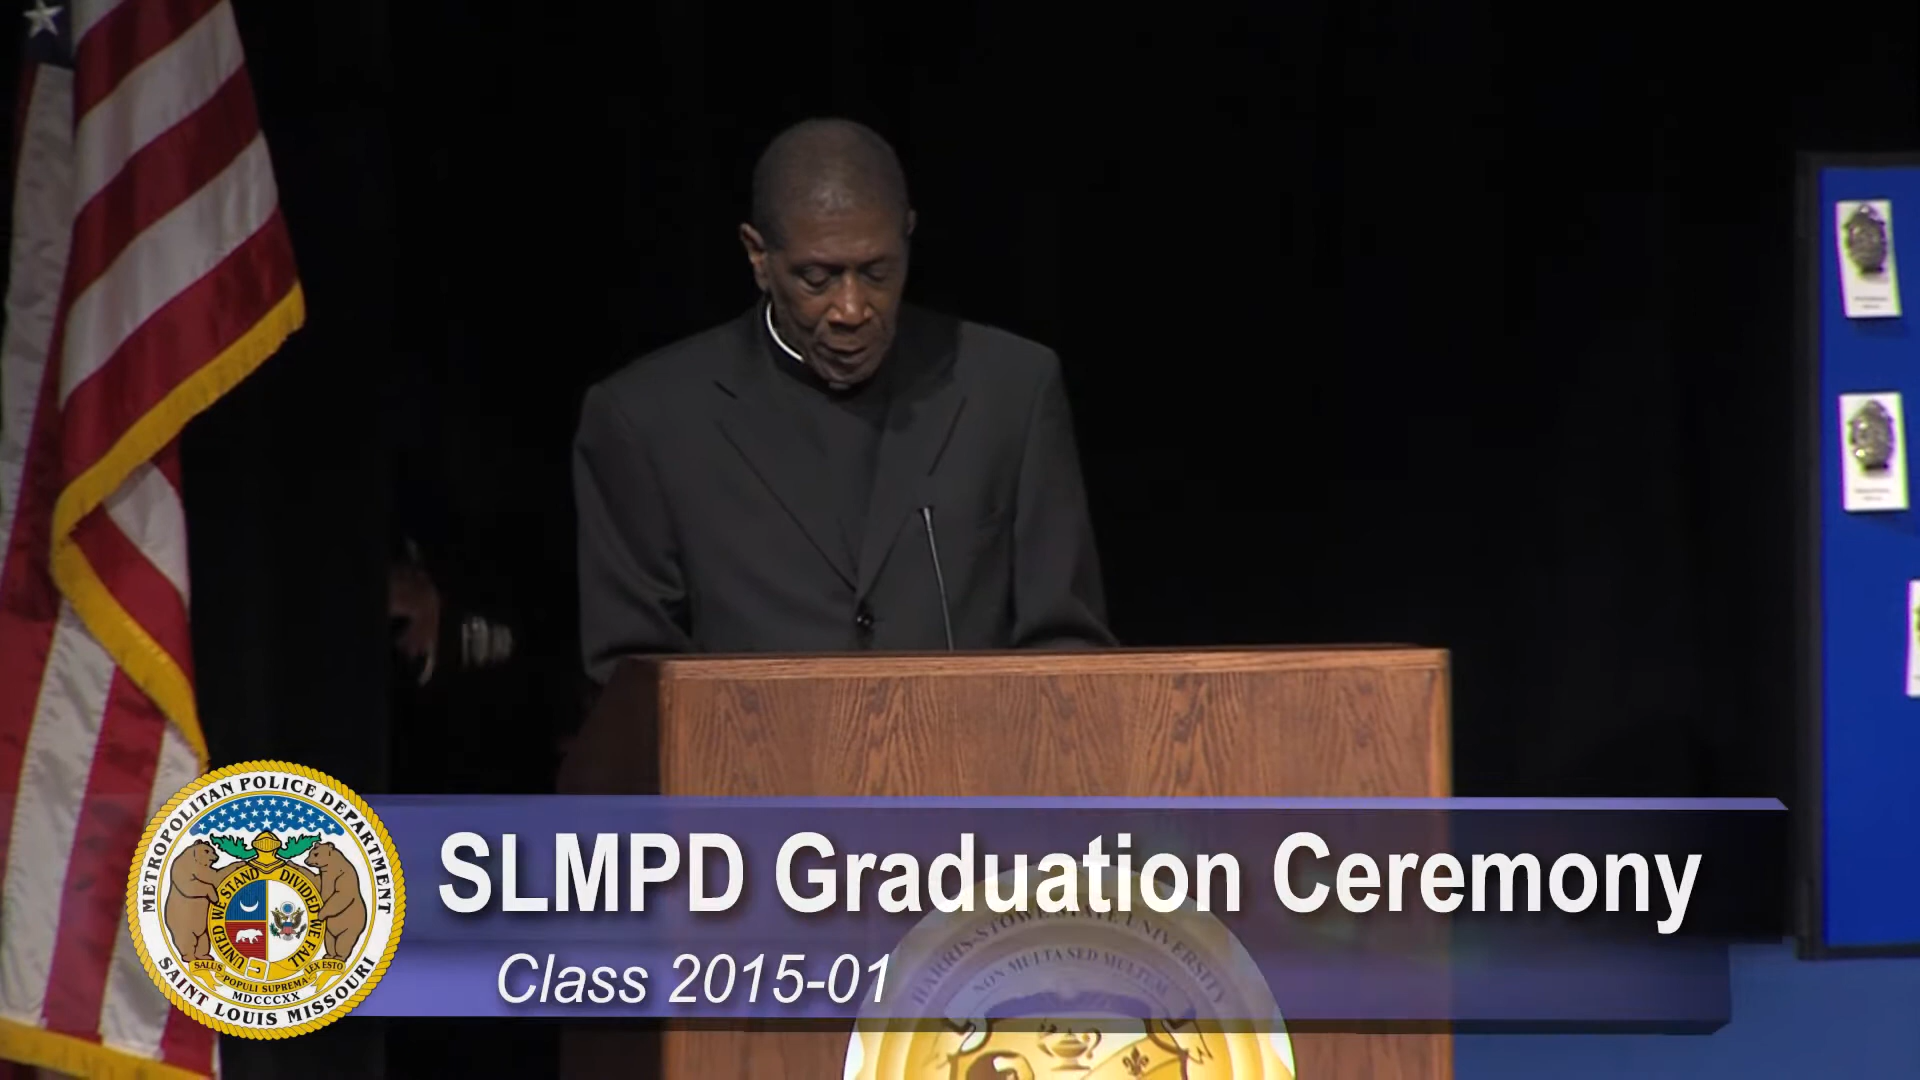 SLMPD Graduation Ceremony
Class 2015-01
METROPOLITAN POLICE DEPARTMENT
SAINT LOUIS MISSOURI
UNITED WE STAND DIVIDED WE FALL
SALUS POPULI SUPREMA LEX ESTO
MDCCCXX
HARRIS-STOWE STATE UNIVERSITY
NON MULTA SED MULTUM